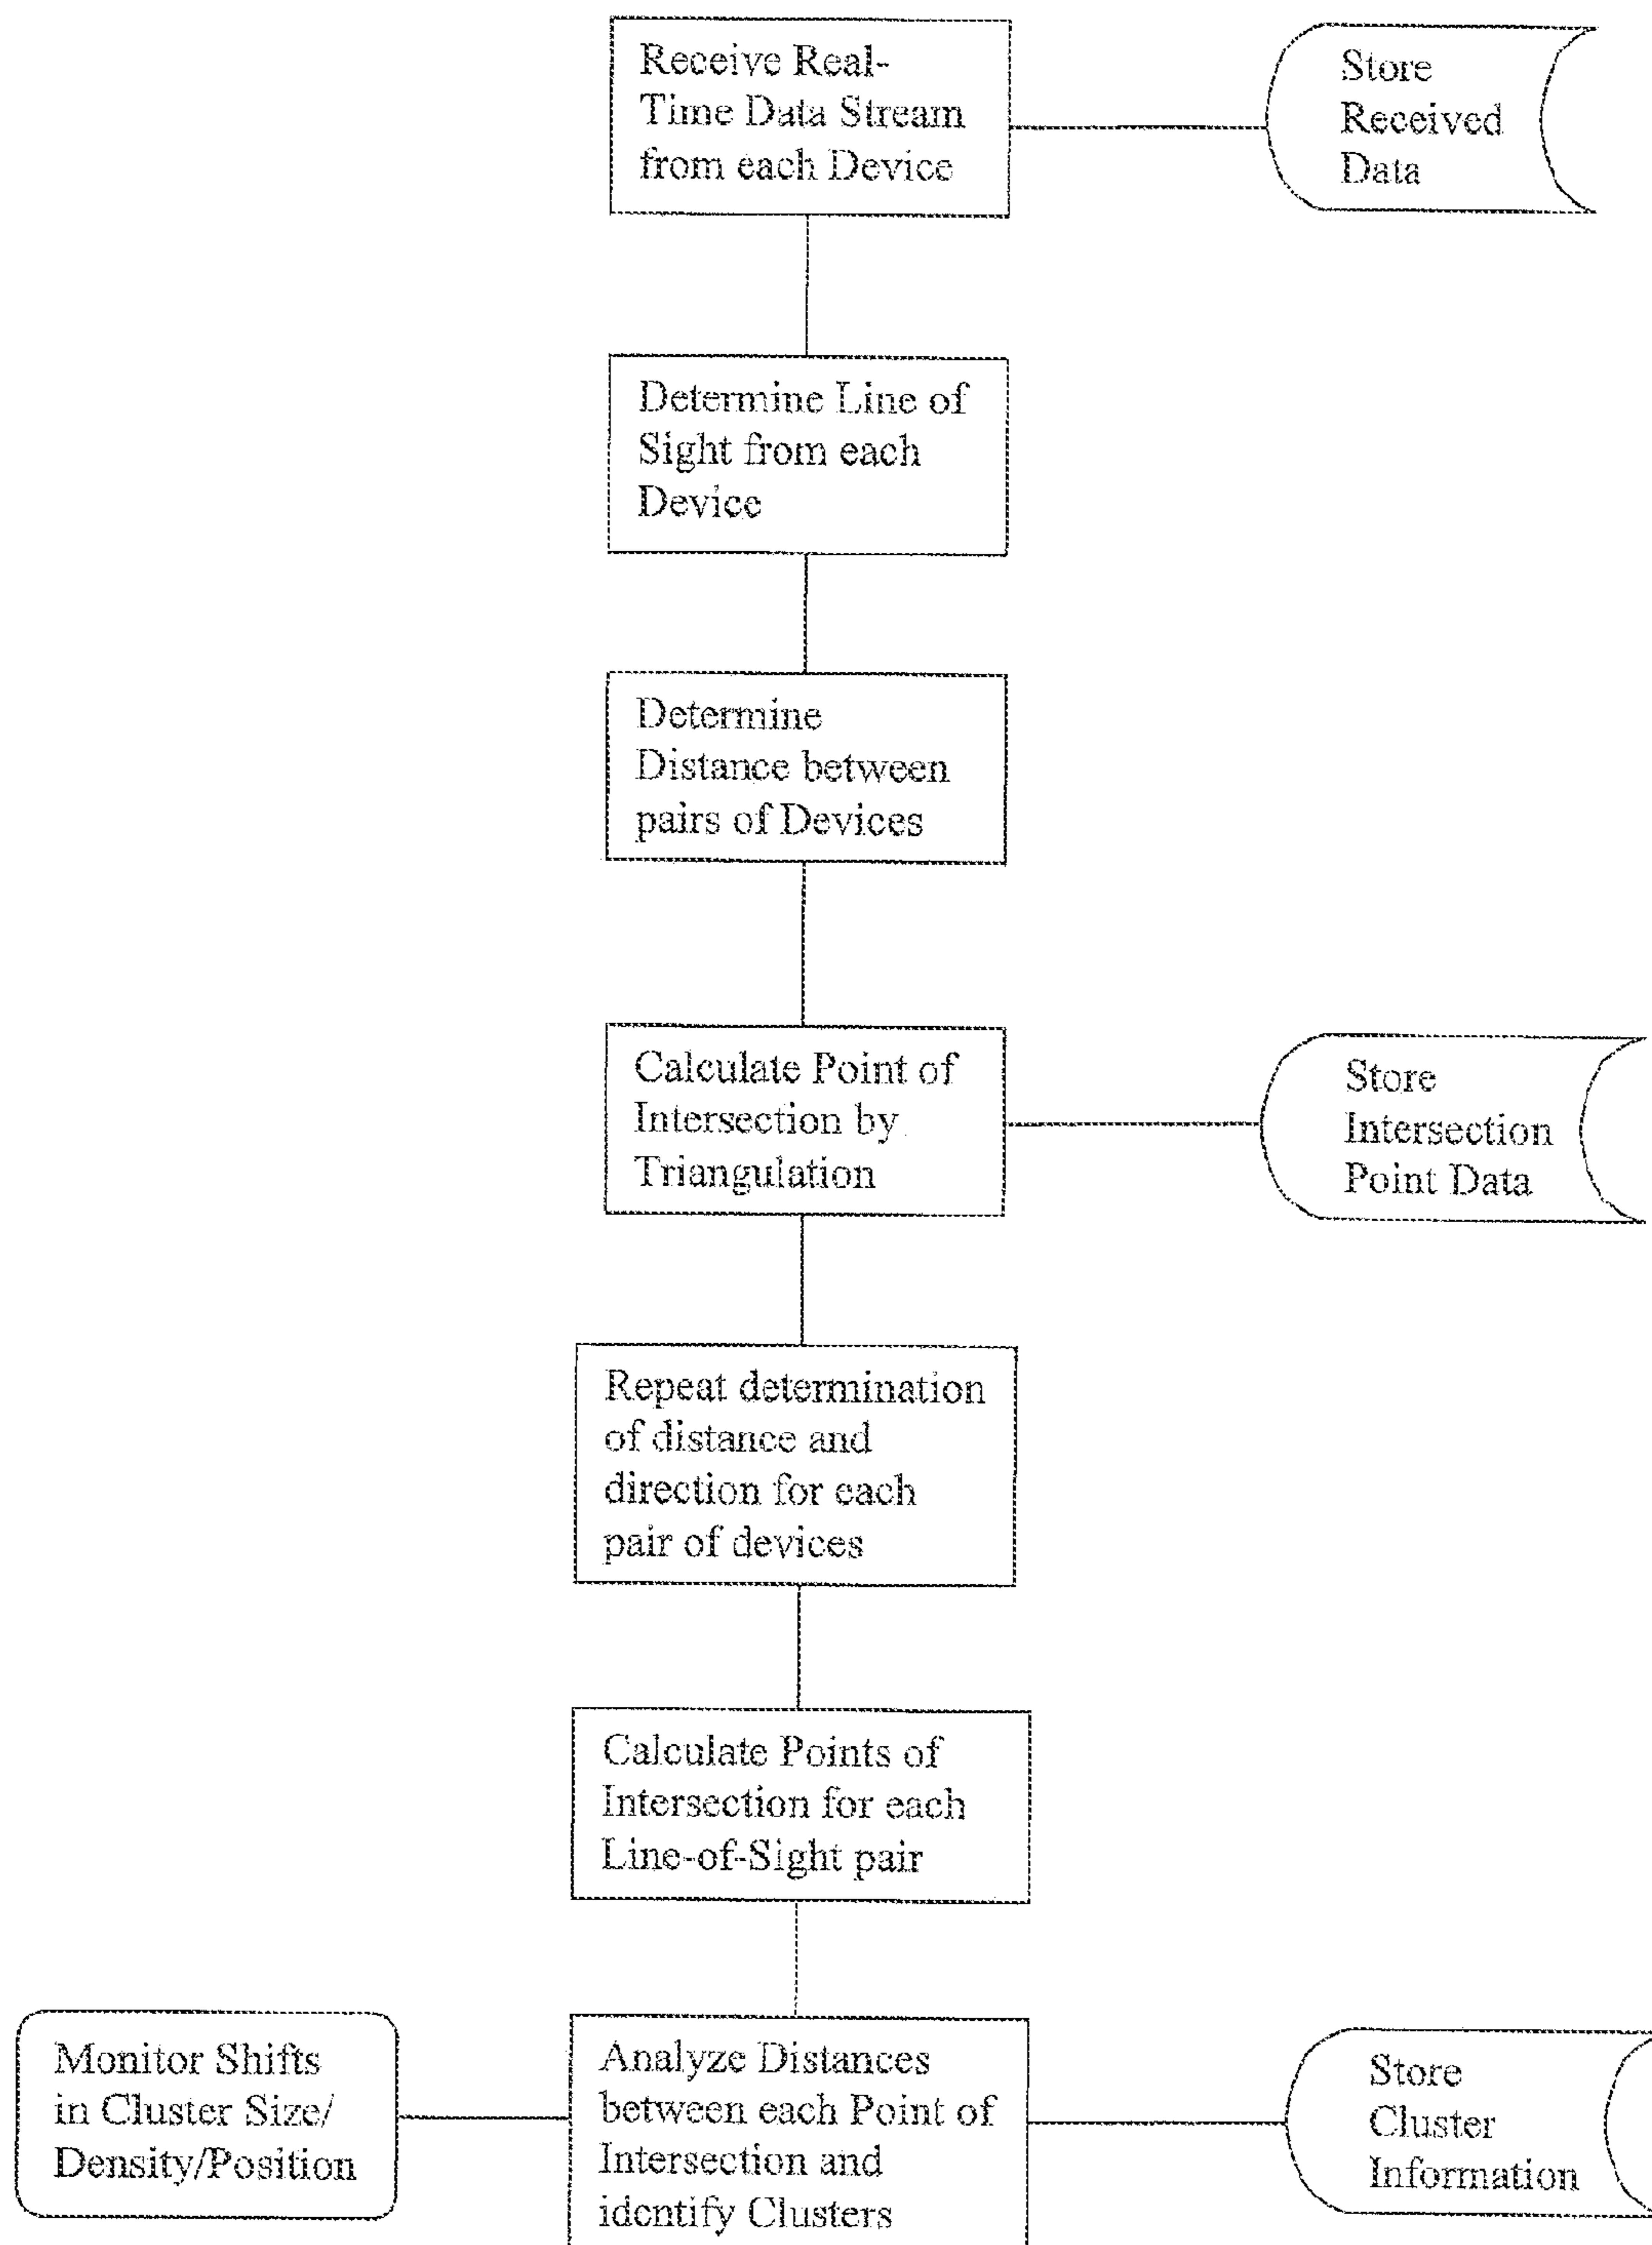 Receive Real-
Time Data Stream
from each Device
Store
Received
Data
Determine Line of
Sight from each
Device
Determine
Distance between
pairs of Devices
Calculate Point of
Intersection by
Triangulation
Store
Intersection
Point Data
Repeat determination
of distance and
direction for each
pair of devices
Calculate Points of
Intersection for each
Line-of-Sight pair
Monitor Shifts
in Cluster Size/
Density/Position
Analyze Distances
between each Point of
Intersection and
identify Clusters
Store
Cluster
Information